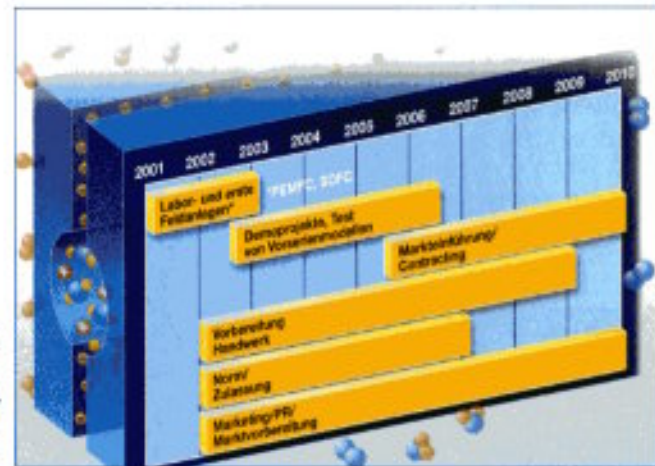 2001 2002 2003 2004 2005 2006 2007 2008 2009 2010
Labor- und erste
Feldanlagen*
*PEMFC, SOFC
Demoprojekte, Test
von Vorserienmodellen
Markteinführung/
Contracting
Vorbereitung
Handwerk
Norm/
Zulassung
Marketing/PR/
Marktvorbereitung